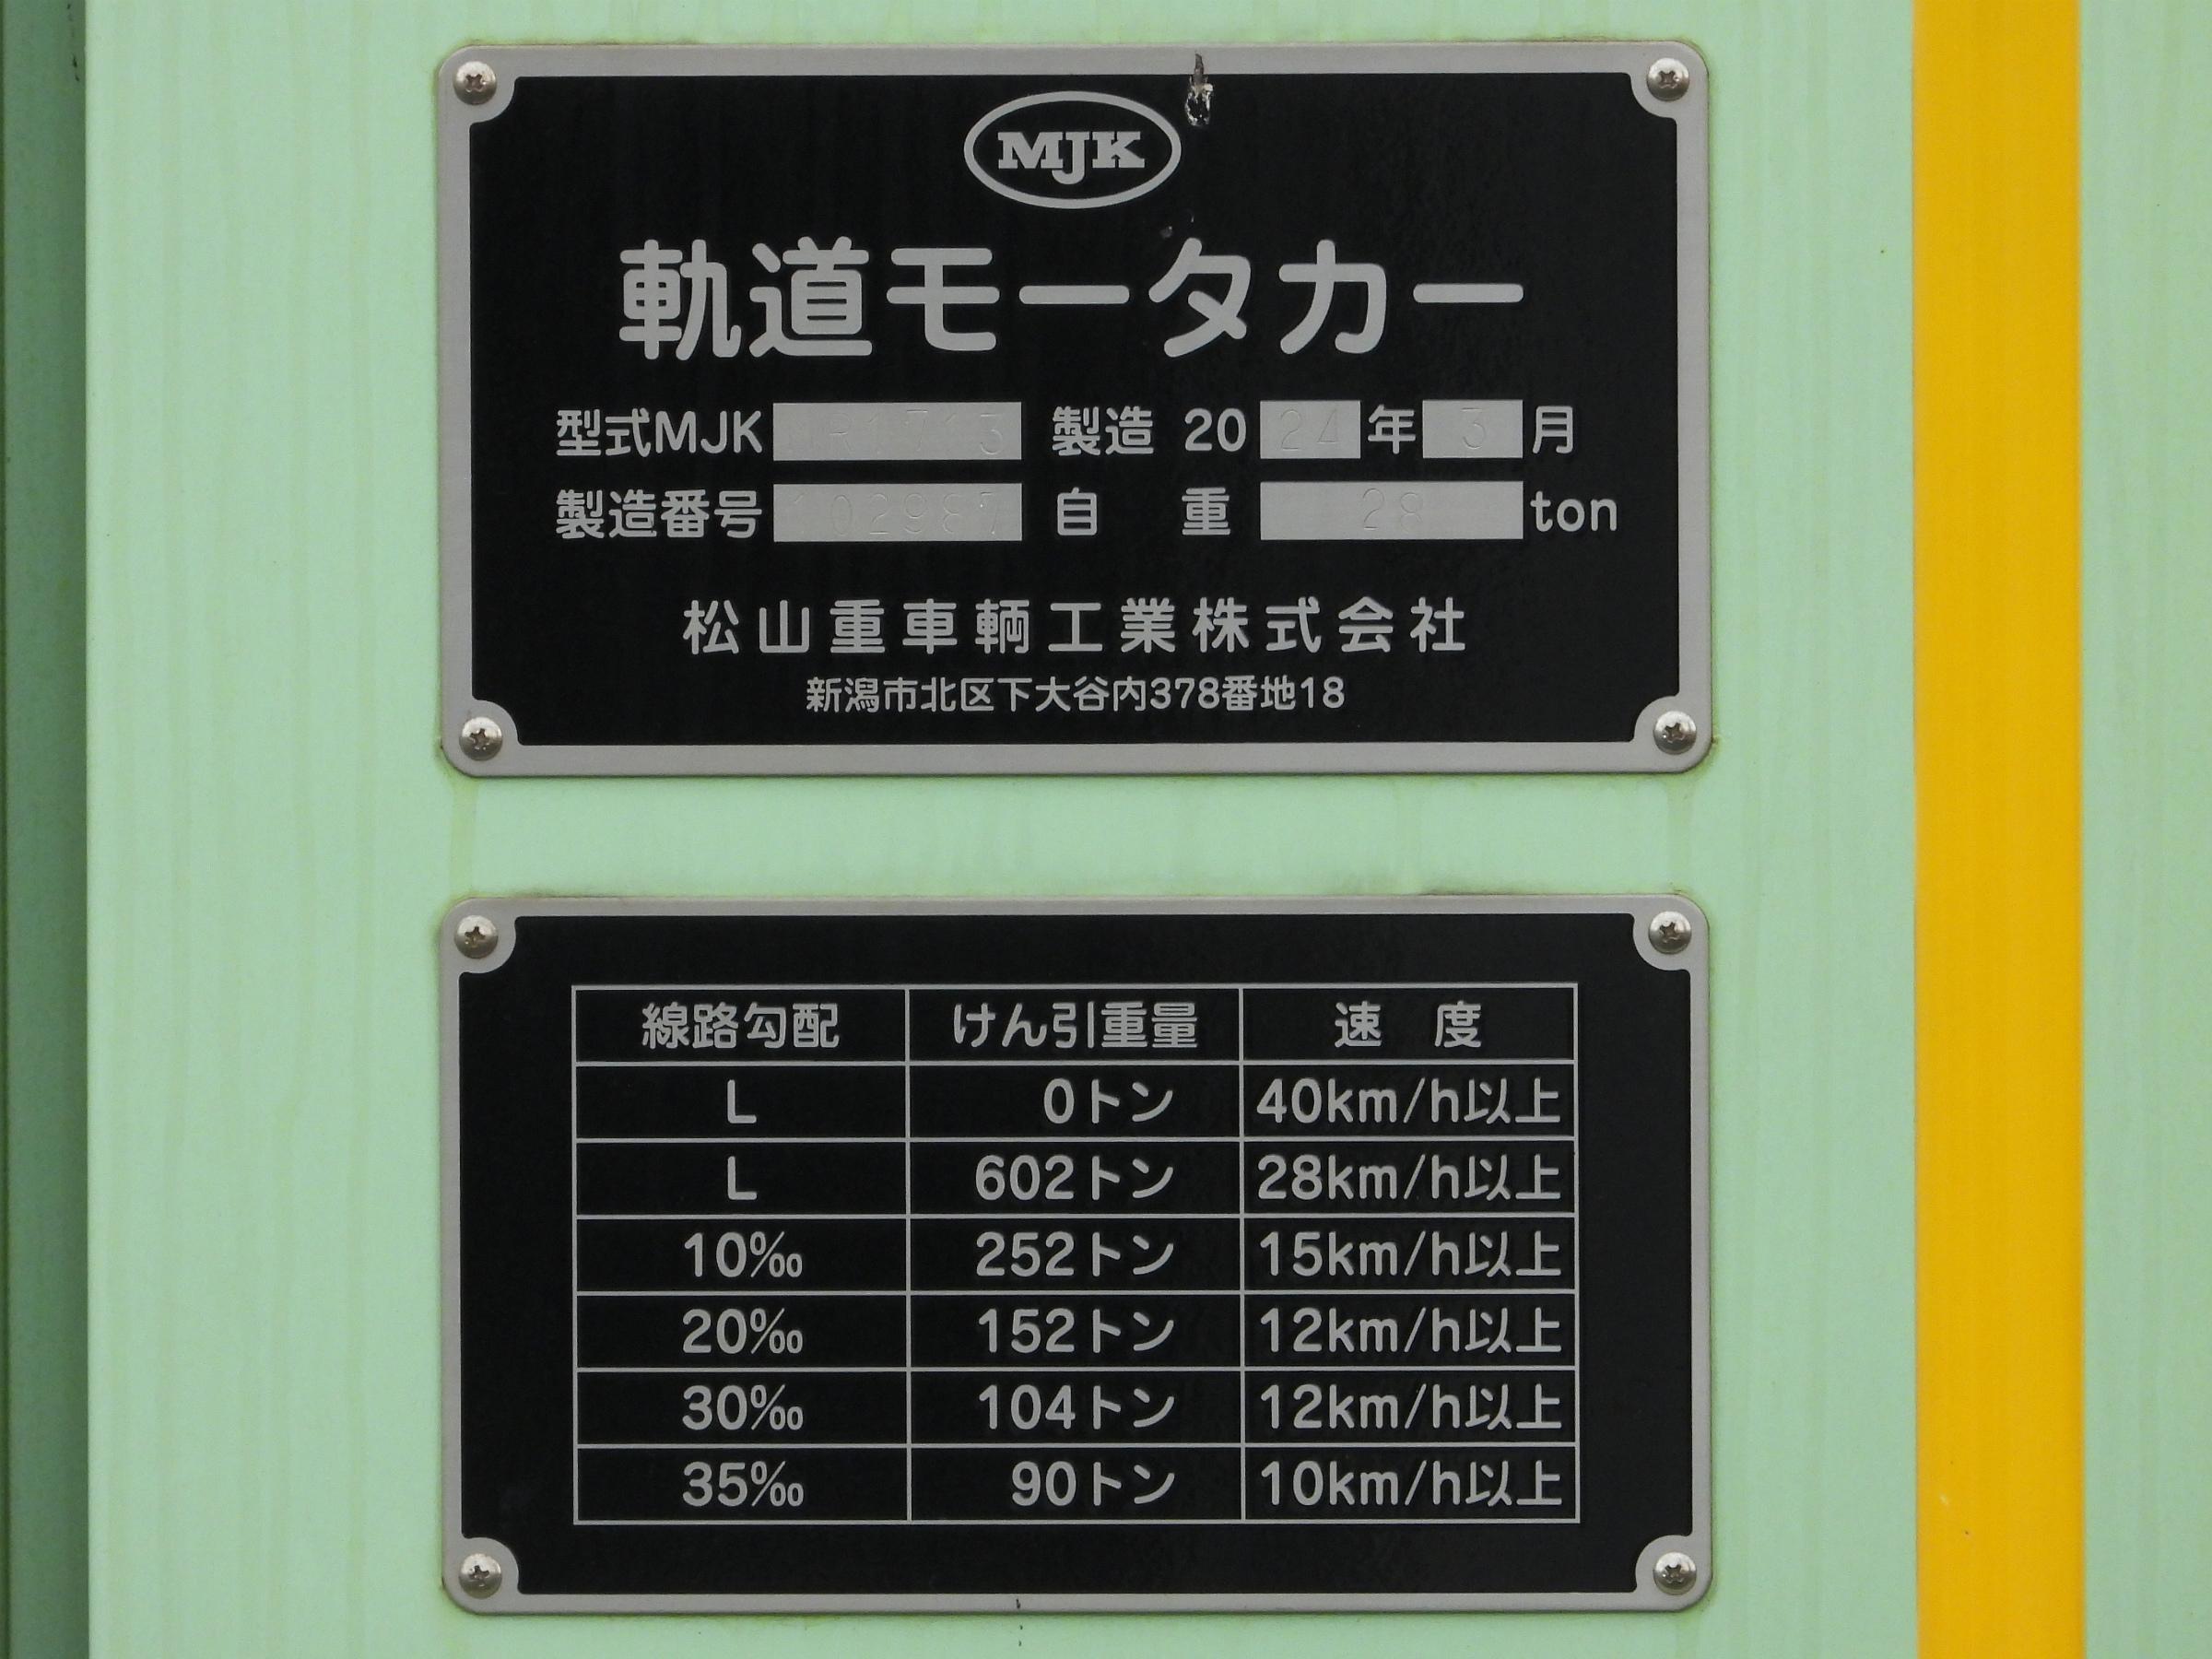 MJK
軌道モータカー
型式MJK 製造 2024年3月
製造番号 自 重 28 ton
松山重車輌工業株式会社
新潟市北区下大谷内378番地18
線路勾配 けん引重量 速 度
L 0トン 40km/h以上
L 602トン 28km/h以上
10‰ 252トン 15km/h以上
20‰ 152トン 12km/h以上
30‰ 104トン 12km/h以上
35‰ 90トン 10km/h以上